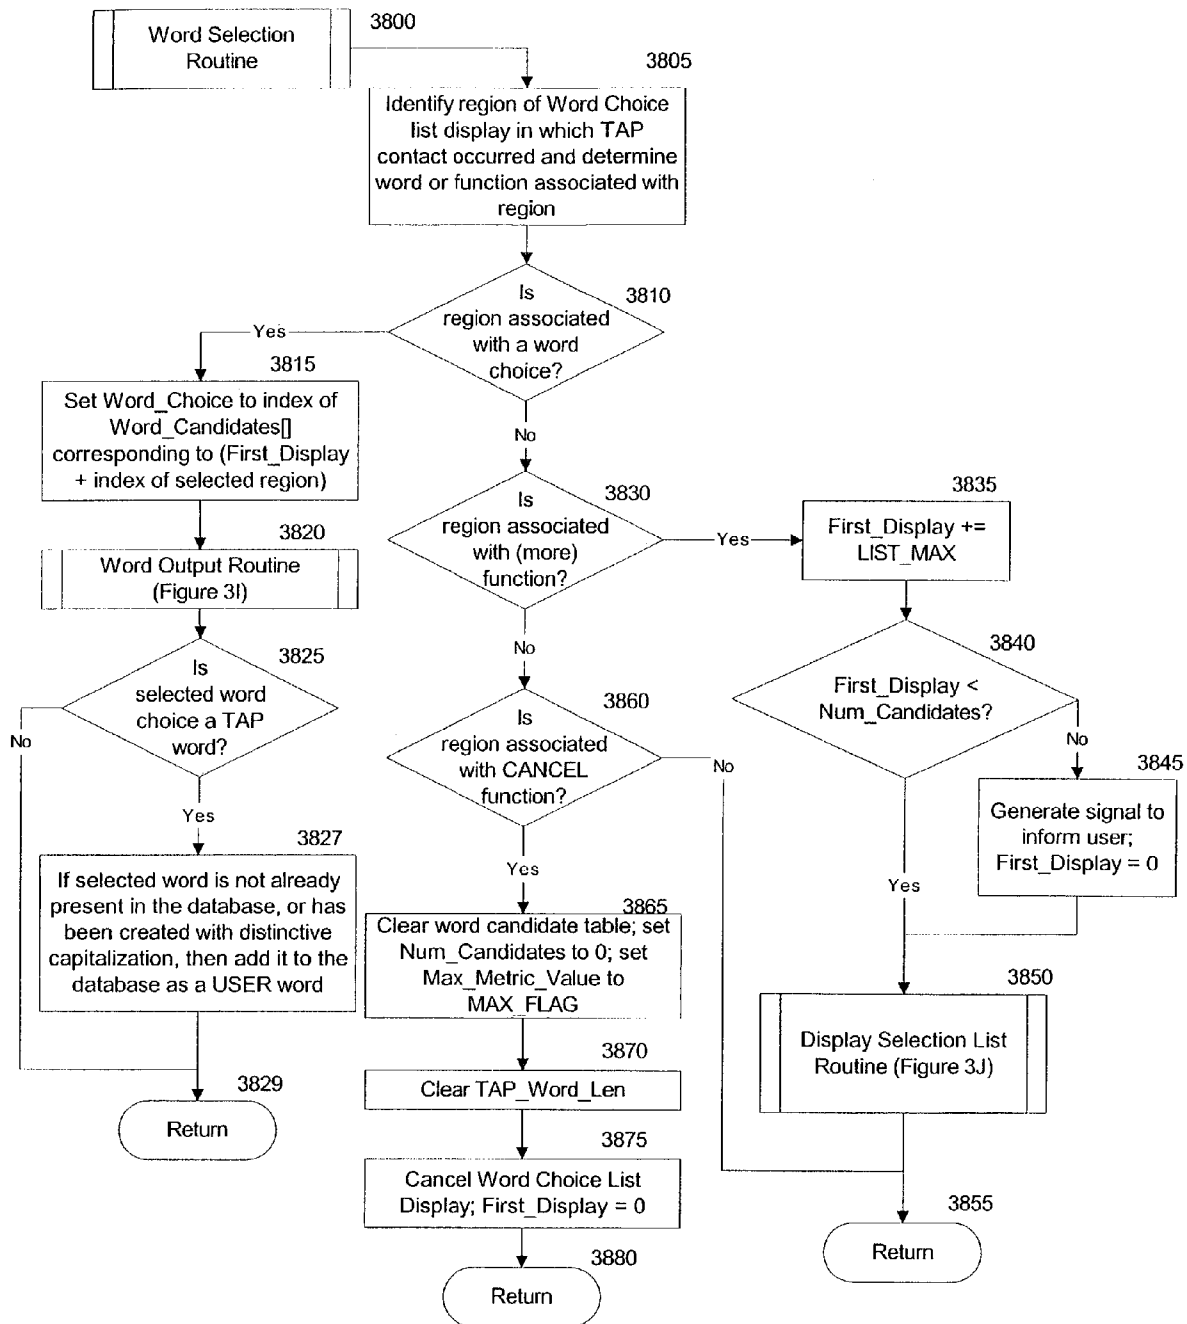 Word Selection
Routine
3800
3805
Identify region of Word Choice
list display in which TAP
contact occurred and determine
word or function associated with
region
3810
Is
region associated
with a word
choice?
Yes
No
3815
Set Word_Choice to index of
Word_Candidates[]
corresponding to (First_Display
+ index of selected region)
3820
Word Output Routine
(Figure 3I)
3825
Is
selected word
choice a TAP
word?
No
Yes
3827
If selected word is not already
present in the database, or has
been created with distinctive
capitalization, then add it to the
database as a USER word
3829
Return
3830
Is
region associated
with (more)
function?
Yes
No
3835
First_Display +=
LIST_MAX
3840
First_Display <
Num_Candidates?
No
Yes
3845
Generate signal to
inform user;
First_Display = 0
3850
Display Selection List
Routine (Figure 3J)
3855
Return
3860
Is
region associated
with CANCEL
function?
No
Yes
3865
Clear word candidate table; set
Num_Candidates to 0; set
Max_Metric_Value to
MAX_FLAG
3870
Clear TAP_Word_Len
3875
Cancel Word Choice List
Display; First_Display = 0
3880
Return